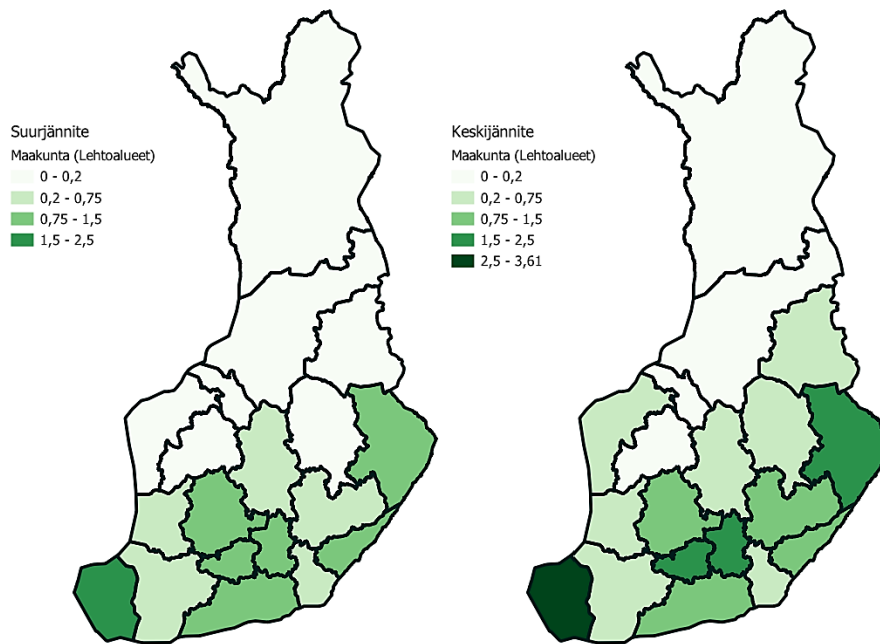 Suurjännite
Maakunta (Lehtoalueet)
0 - 0,2
0,2 - 0,75
0,75 - 1,5
1,5 - 2,5
Keskijännite
Maakunta (Lehtoalueet)
0 - 0,2
0,2 - 0,75
0,75 - 1,5
1,5 - 2,5
2,5 - 3,61